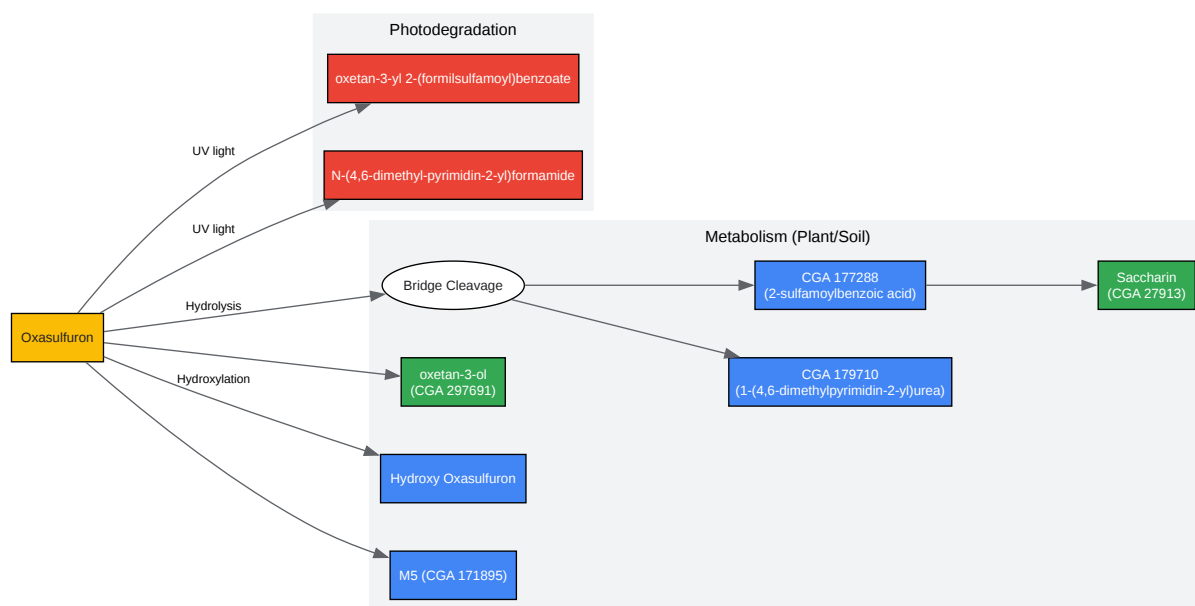 Photodegradation
oxetan-3-yl 2-(formilsulfamoyl)benzoate
UV light
N-(4,6-dimethyl-pyrimidin-2-yl)formamide
UV light
Metabolism (Plant/Soil)
Bridge Cleavage
CGA 177288
(2-sulfamoylbenzoic acid)
Saccharin
(CGA 27913)
Hydrolysis
Oxasulfuron
oxetan-3-ol
(CGA 297691)
CGA 179710
(1-(4,6-dimethylpyrimidin-2-yl)urea)
Hydroxylation
Hydroxy Oxasulfuron
M5 (CGA 171895)